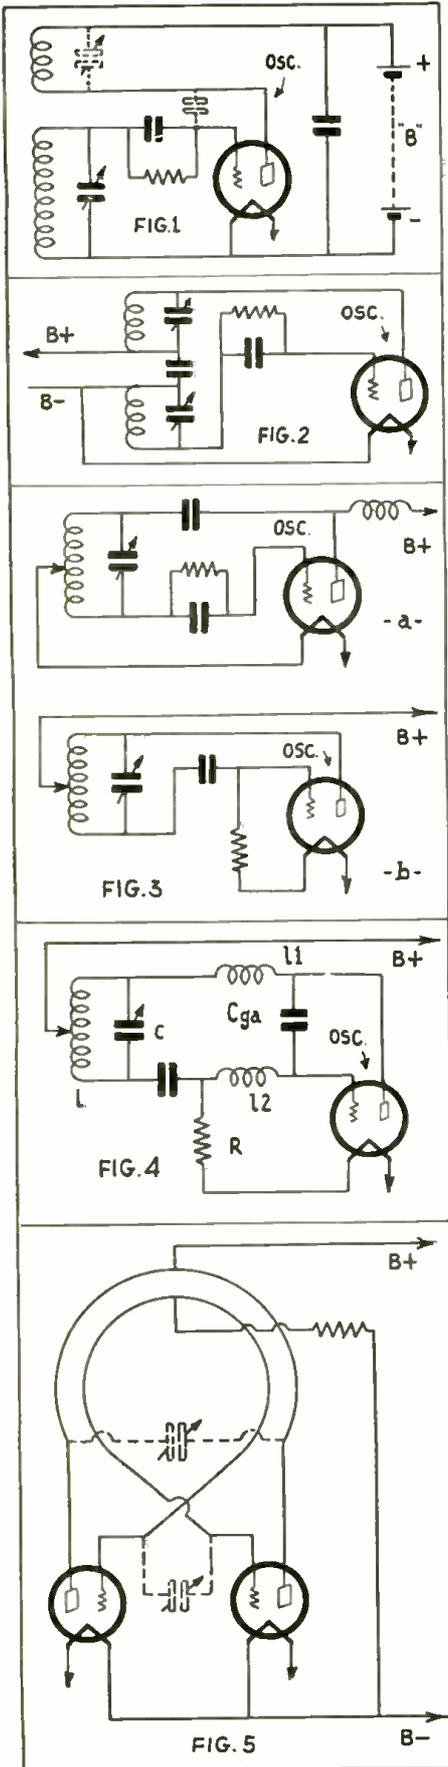 OSC.
+
"B"
-
FIG.1
B+
OSC.
B-
FIG.2
OSC.
B+
-a-
B+
OSC.
-b-
FIG.3
B+
l1
Cga
C
OSC.
L
l2
R
FIG.4
B+
FIG.5
B-